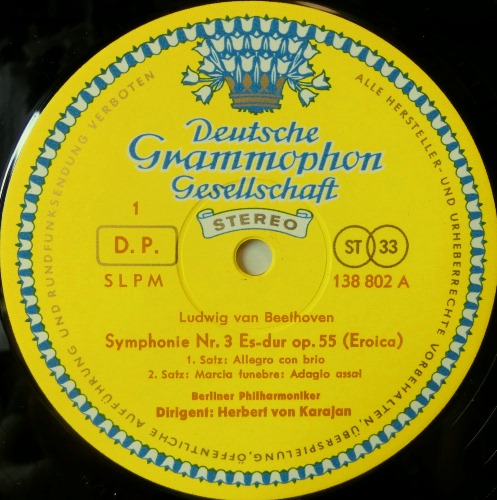 Deutsche
Grammophon
Gesellschaft
STEREO
1
D. P.
SLPM
ST 33
138 802 A
Ludwig van Beethoven
Symphonie Nr. 3 Es-dur op. 55 (Eroica)
1. Satz: Allegro con brio
2. Satz: Marcia funebre: Adagio assai
Berliner Philharmoniker
Dirigent: Herbert von Karajan
ALLE HERSTELLER- UND URHEBERRECHTE VORBEHALTEN, ÜBERSPIELUNG, ÖFFENTLICHE AUFFÜHRUNG UND RUNDFUNKSENDUNG VERBOTEN